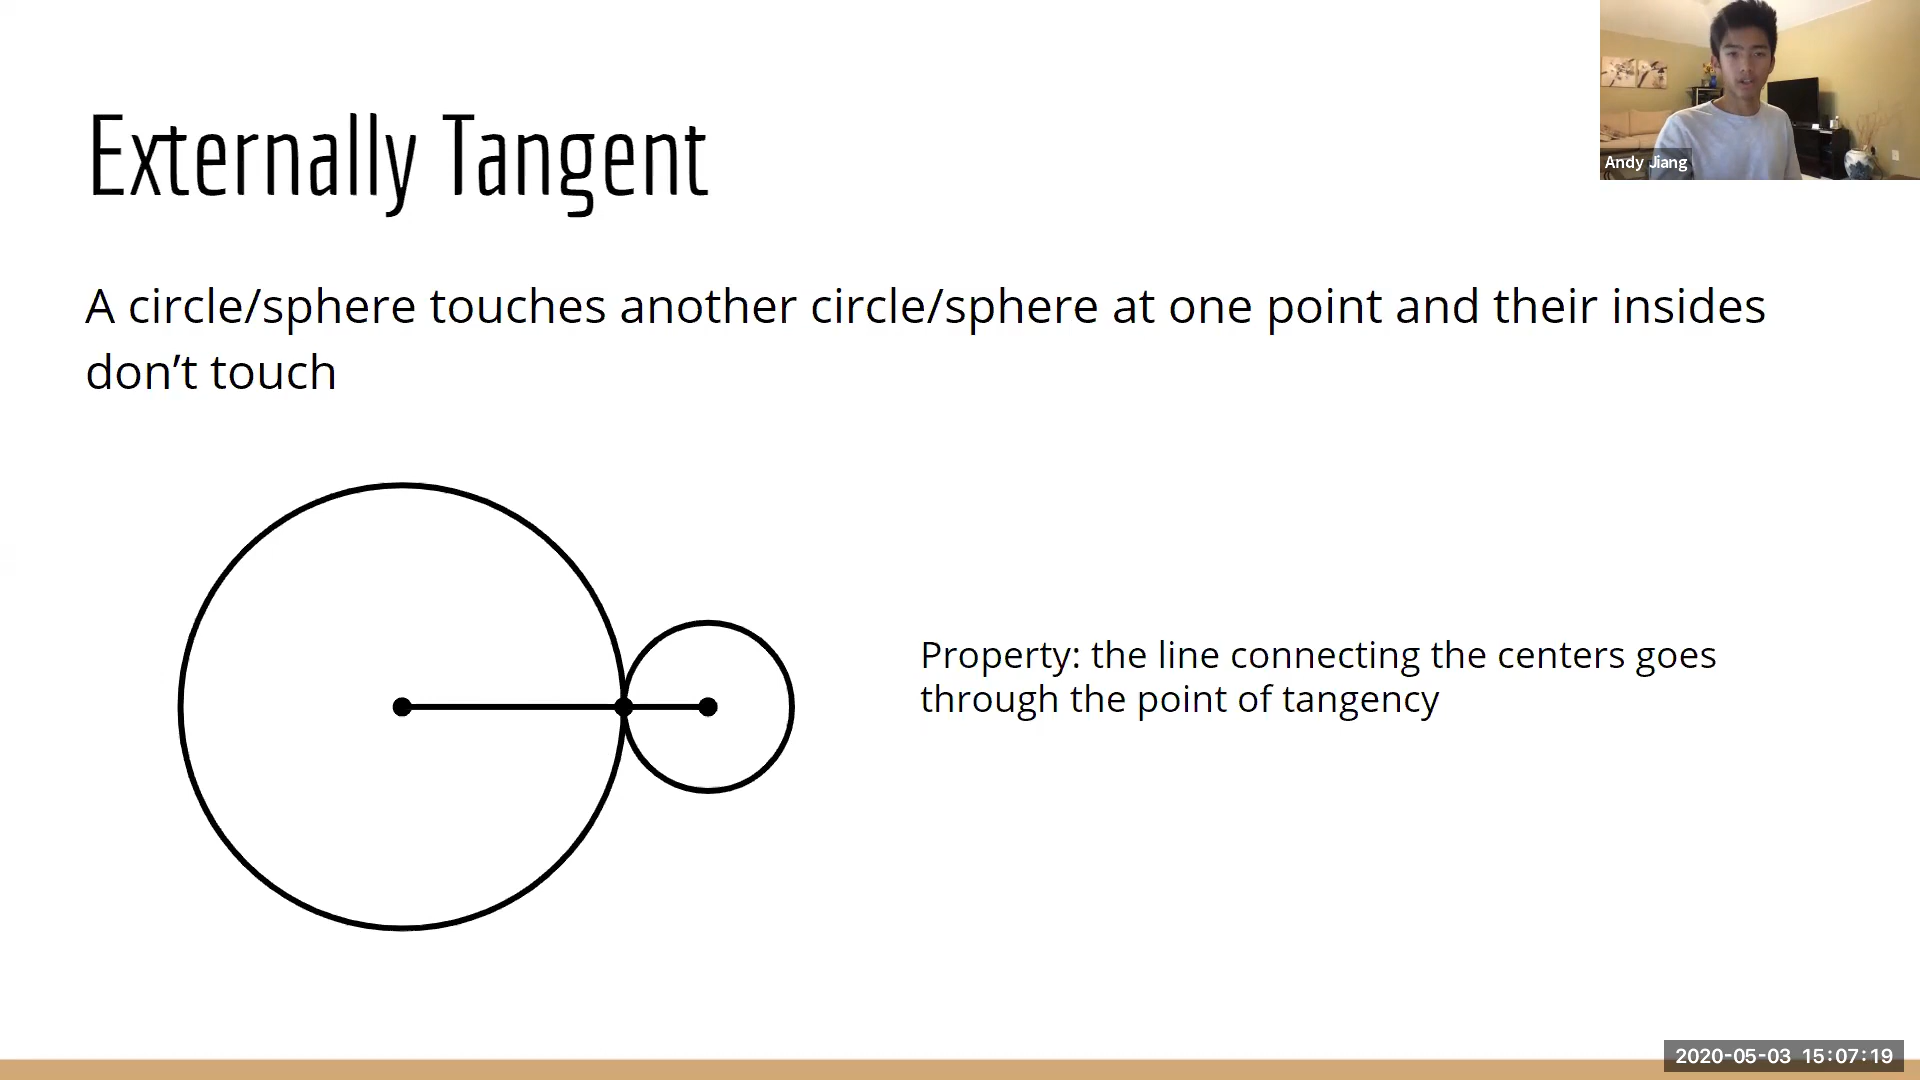 Externally Tangent
Andy Jiang
A circle/sphere touches another circle/sphere at one point and their insides
don’t touch
Property: the line connecting the centers goes
through the point of tangency
2020-05-03 15:07:19